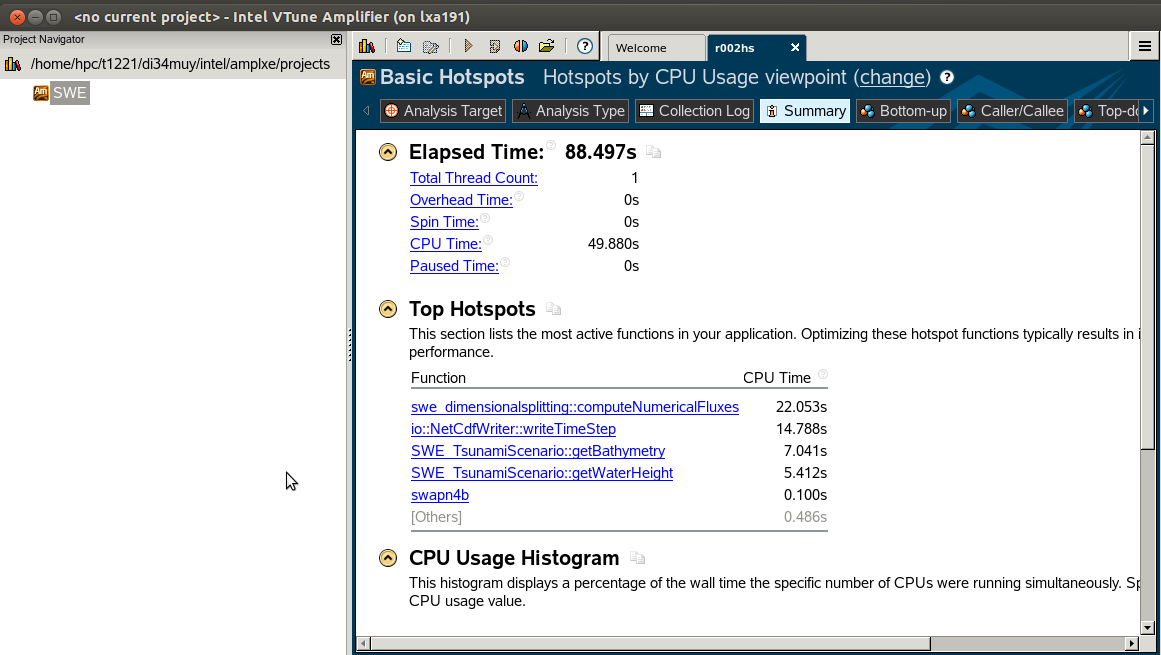 <no current project> - Intel VTune Amplifier (on lxa191)
Project Navigator
/home/hpc/t1221/di34muy/intel/amplxe/projects
Am SWE
Welcome
r002hs
Am Basic Hotspots Hotspots by CPU Usage viewpoint (change) ?
Analysis Target Analysis Type Collection Log Summary Bottom-up Caller/Callee Top-do
Elapsed Time: ? 88.497s
Total Thread Count: 1
Overhead Time: ? 0s
Spin Time: ? 0s
CPU Time: ? 49.880s
Paused Time: ? 0s
Top Hotspots
This section lists the most active functions in your application. Optimizing these hotspot functions typically results in i
performance.
Function CPU Time ?
swe_dimensionalsplitting::computeNumericalFluxes 22.053s
io::NetCdfWriter::writeTimeStep 14.788s
SWE_TsunamiScenario::getBathymetry 7.041s
SWE_TsunamiScenario::getWaterHeight 5.412s
swapn4b 0.100s
[Others] 0.486s
CPU Usage Histogram
This histogram displays a percentage of the wall time the specific number of CPUs were running simultaneously. Sp
CPU usage value.